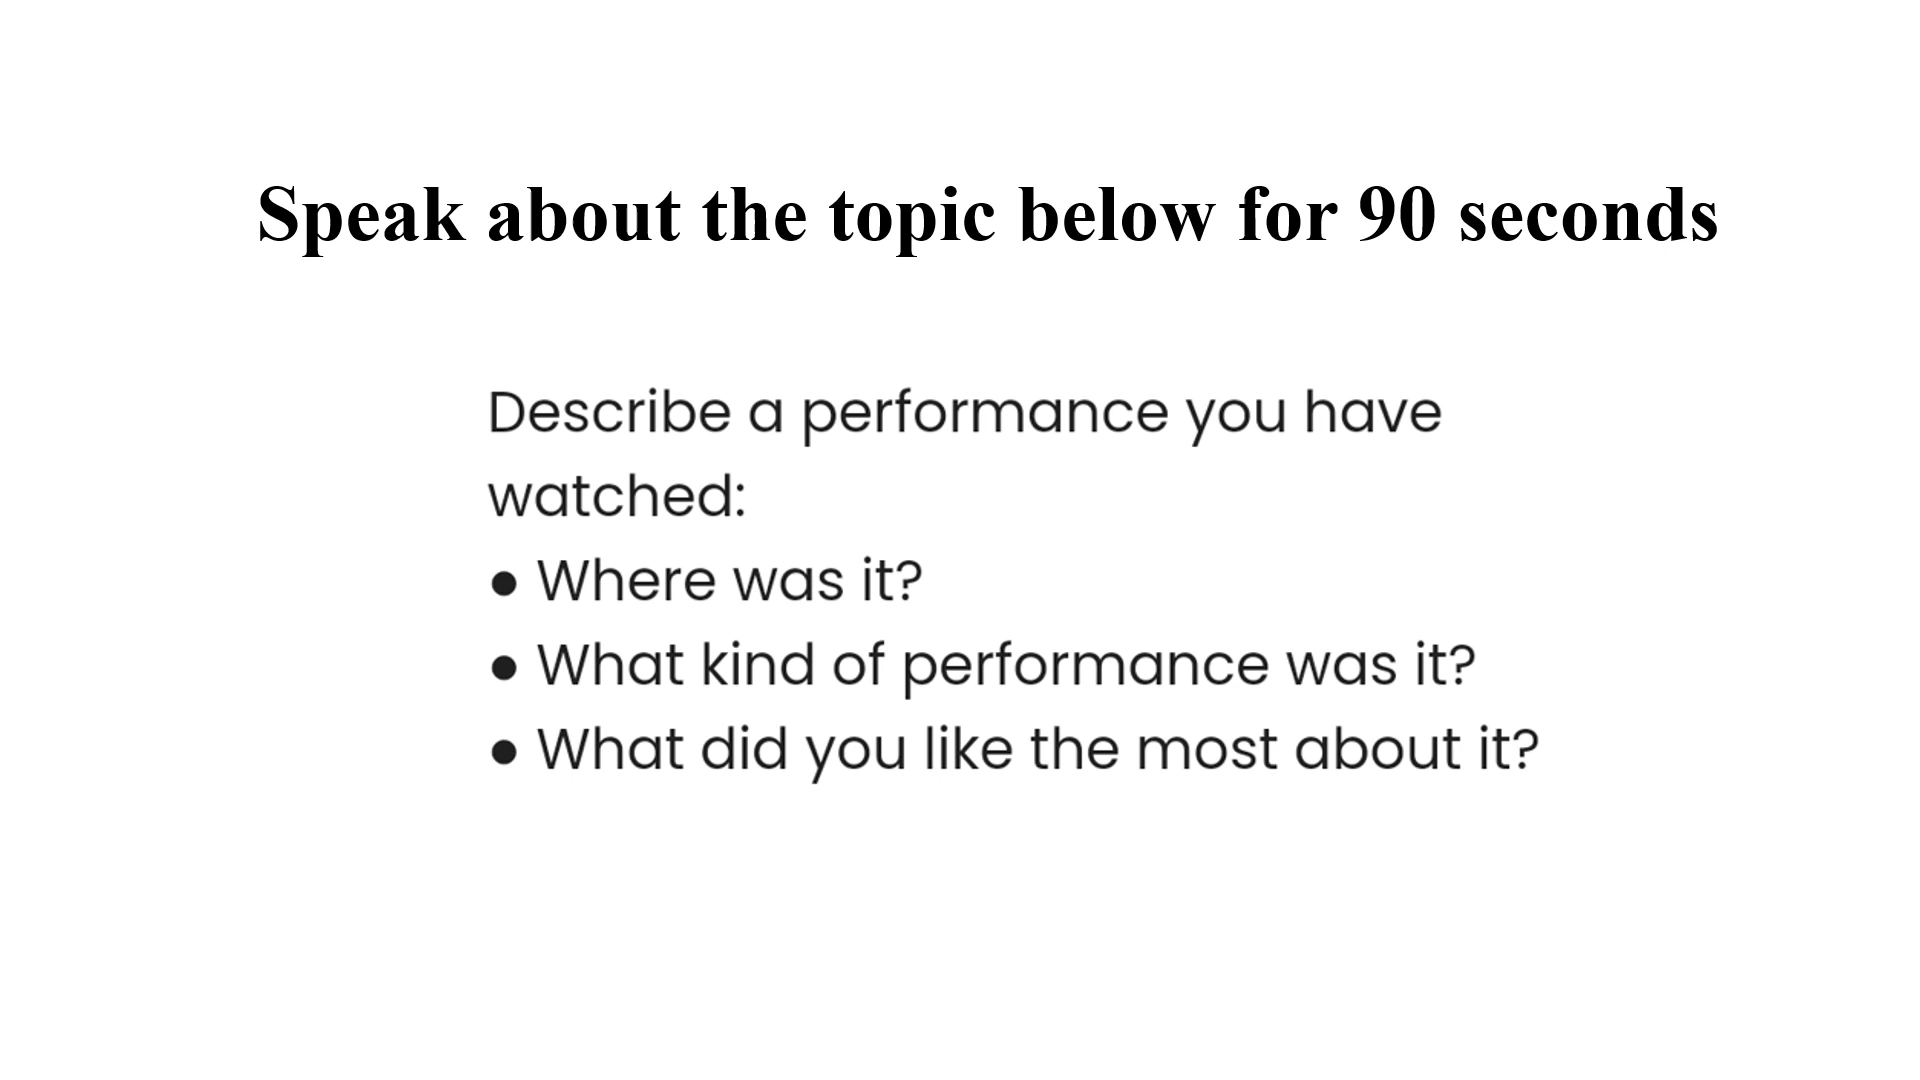 Speak about the topic below for 90 seconds
Describe a performance you have
watched:
● Where was it?
● What kind of performance was it?
● What did you like the most about it?